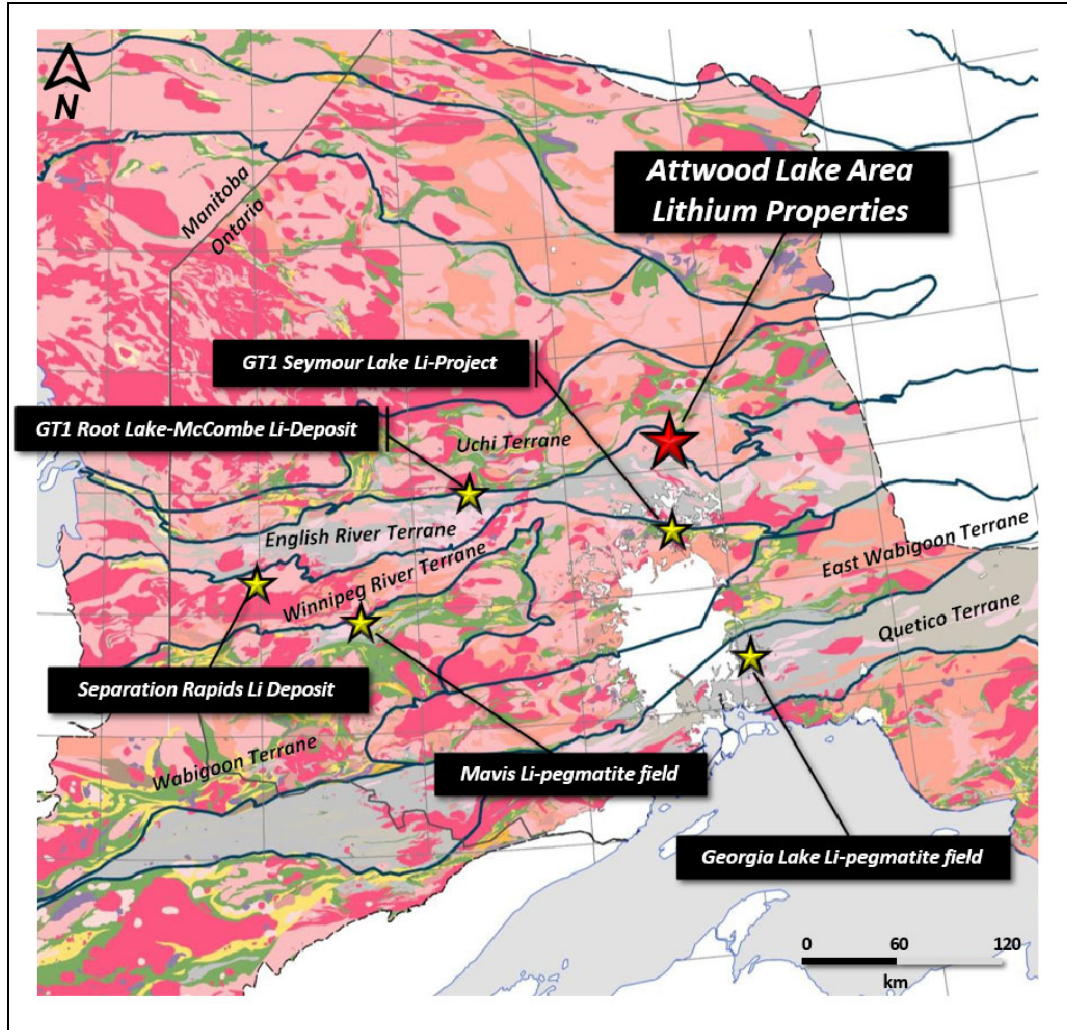 N
Manitoba
Ontario
Attwood Lake Area
Lithium Properties
GT1 Seymour Lake Li-Project
GT1 Root Lake-McCombe Li-Deposit
Uchi Terrane
English River Terrane
Winnipeg River Terrane
East Wabigoon Terrane
Quetico Terrane
Separation Rapids Li Deposit
Wabigoon Terrane
Mavis Li-pegmatite field
Georgia Lake Li-pegmatite field
0 60 120
km